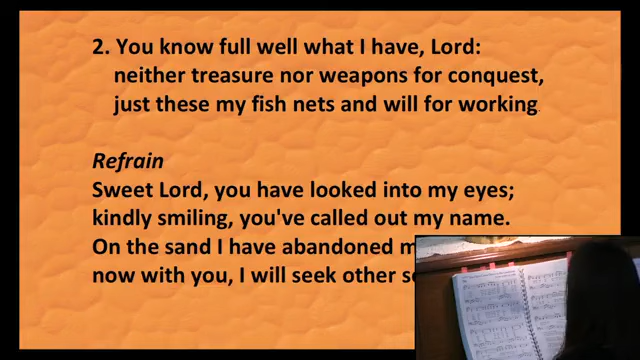 2. You know full well what I have, Lord:
neither treasure nor weapons for conquest,
just these my fish nets and will for working
Refrain
Sweet Lord, you have looked into my eyes;
kindly smiling, you've called out my name.
On the sand I have abandoned
now with you, I will seek other